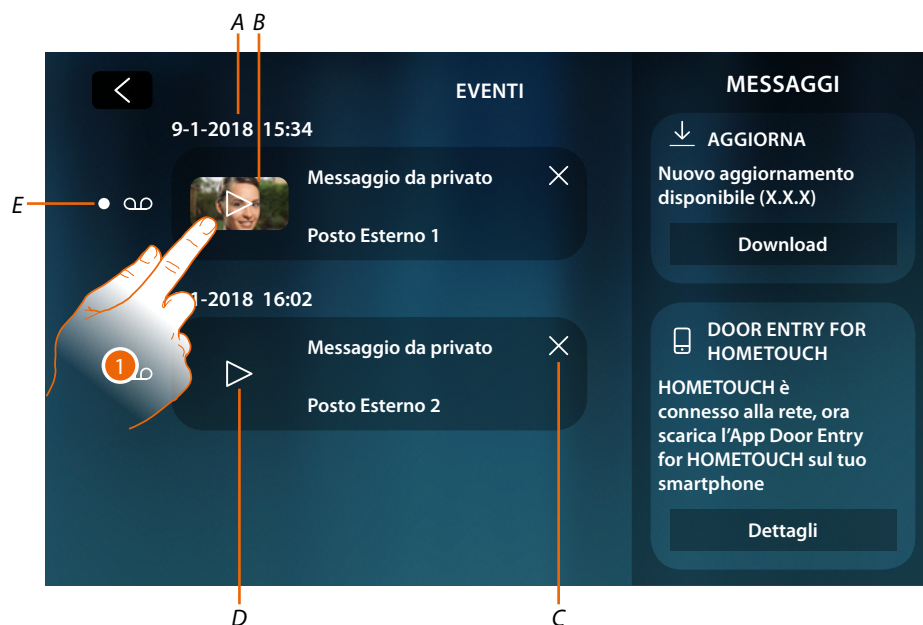 A B
EVENTI
MESSAGGI
9-1-2018 15:34
Messaggio da privato
Posto Esterno 1
E
1-2018 16:02
Messaggio da privato
Posto Esterno 2
1
AGGIORNA
Nuovo aggiornamento
disponibile (X.X.X)
Download
DOOR ENTRY FOR
HOMETOUCH
HOMETOUCH è
connesso alla rete, ora
scarica l'App Door Entry
for HOMETOUCH sul tuo
smartphone
Dettagli
D
C